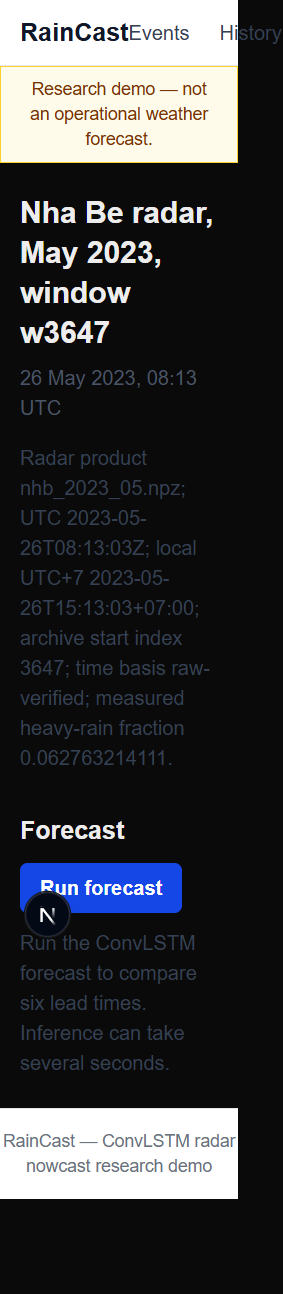 RainCast Events History
Research demo — not
an operational weather
forecast.
Nha Be radar,
May 2023,
window
w3647
26 May 2023, 08:13
UTC
Radar product
nhb_2023_05.npz;
UTC 2023-05-
26T08:13:03Z; local
UTC+7 2023-05-
26T15:13:03+07:00;
archive start index
3647; time basis raw-
verified; measured
heavy-rain fraction
0.062763214111.
Forecast
Run forecast
N
Run the ConvLSTM
forecast to compare
six lead times.
Inference can take
several seconds.
RainCast — ConvLSTM radar
nowcast research demo